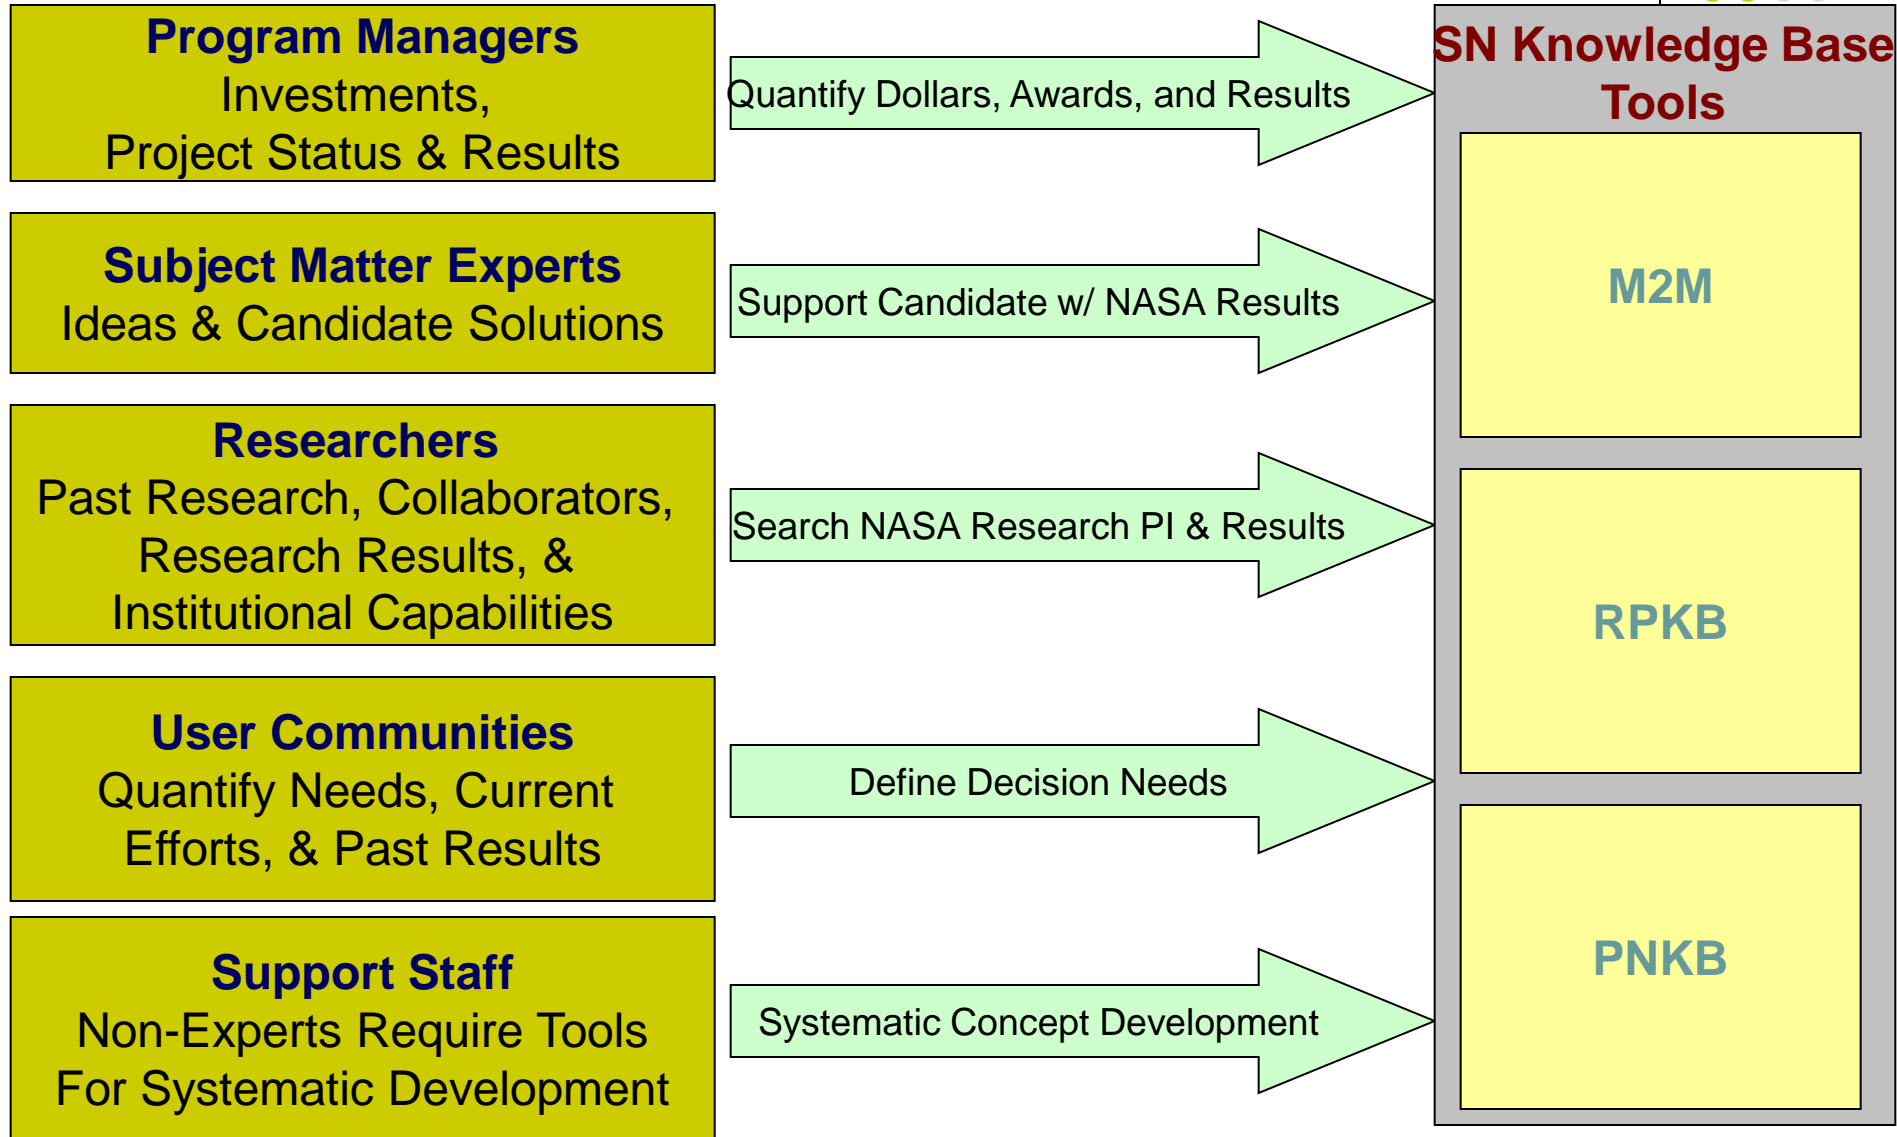 Program Managers
Investments,
Project Status & Results
Quantify Dollars, Awards, and Results
Subject Matter Experts
Ideas & Candidate Solutions
Support Candidate w/ NASA Results
Researchers
Past Research, Collaborators,
Research Results, &
Institutional Capabilities
Search NASA Research PI & Results
User Communities
Quantify Needs, Current
Efforts, & Past Results
Define Decision Needs
Support Staff
Non-Experts Require Tools
For Systematic Development
Systematic Concept Development
SN Knowledge Base
Tools
M2M
RPKB
PNKB